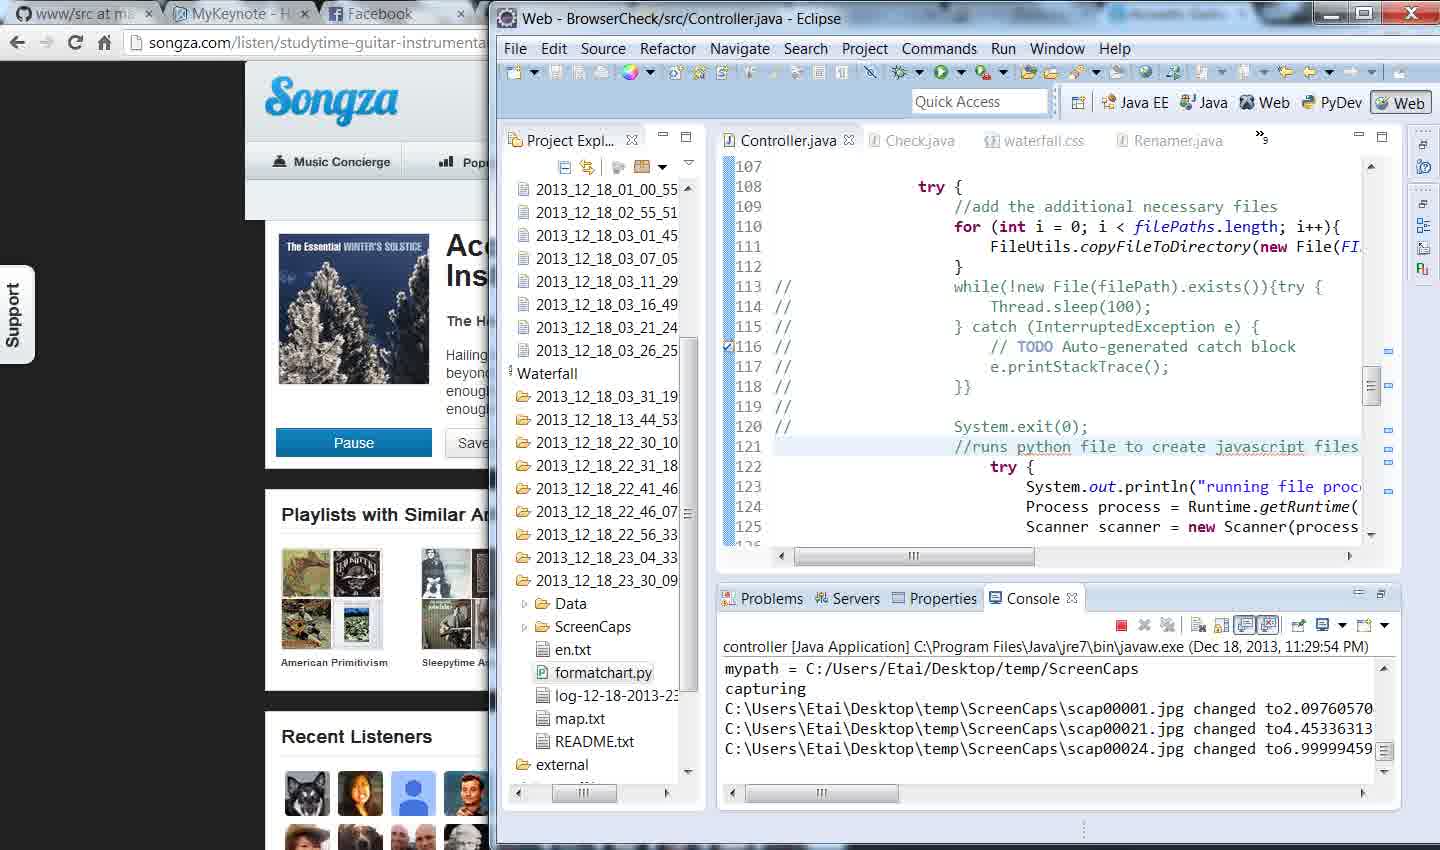 www/src at ma
MyKeynote - H
Facebook
songza.com/listen/studytime-guitar-instrumenta
Songza
Music Concierge
Popu
Support
The Essential WINTER'S SOLSTICE
Aco
Ins
The Ho
Hailing
beyond
enough
enough
Pause
Save
Playlists with Similar Ar
American Primitivism
Sleepytime Ac
Recent Listeners
Web - BrowserCheck/src/Controller.java - Eclipse
File Edit Source Refactor Navigate Search Project Commands Run Window Help
Quick Access
Java EE
Java
Web
PyDev
Web
Project Expl...
2013_12_18_01_00_55
2013_12_18_02_55_51
2013_12_18_03_01_45
2013_12_18_03_07_05
2013_12_18_03_11_29
2013_12_18_03_16_49
2013_12_18_03_21_24
2013_12_18_03_26_25
Waterfall
2013_12_18_03_31_19
2013_12_18_13_44_53
2013_12_18_22_30_10
2013_12_18_22_31_18
2013_12_18_22_41_46
2013_12_18_22_46_07
2013_12_18_22_56_33
2013_12_18_23_04_33
2013_12_18_23_30_09
Data
ScreenCaps
en.txt
formatchart.py
log-12-18-2013-23
map.txt
README.txt
external
Controller.java
Check.java
waterfall.css
Renamer.java
»9
107
108 try {
109 //add the additional necessary files
110 for (int i = 0; i < filePaths.length; i++){
111 FileUtils.copyFileToDirectory(new File(FI
112 }
113 // while(!new File(filePath).exists()){try {
114 // Thread.sleep(100);
115 // } catch (InterruptedException e) {
116 // // TODO Auto-generated catch block
117 // e.printStackTrace();
118 // }}
119 //
120 // System.exit(0);
121 //runs python file to create javascript files
122 try {
123 System.out.println("running file proc
124 Process process = Runtime.getRuntime(
125 Scanner scanner = new Scanner(process
Problems
Servers
Properties
Console
controller [Java Application] C:\Program Files\Java\jre7\bin\javaw.exe (Dec 18, 2013, 11:29:54 PM)
mypath = C:/Users/Etai/Desktop/temp/ScreenCaps
capturing
C:\Users\Etai\Desktop\temp\ScreenCaps\scap00001.jpg changed to2.09760570
C:\Users\Etai\Desktop\temp\ScreenCaps\scap00021.jpg changed to4.45336313
C:\Users\Etai\Desktop\temp\ScreenCaps\scap00024.jpg changed to6.99999459